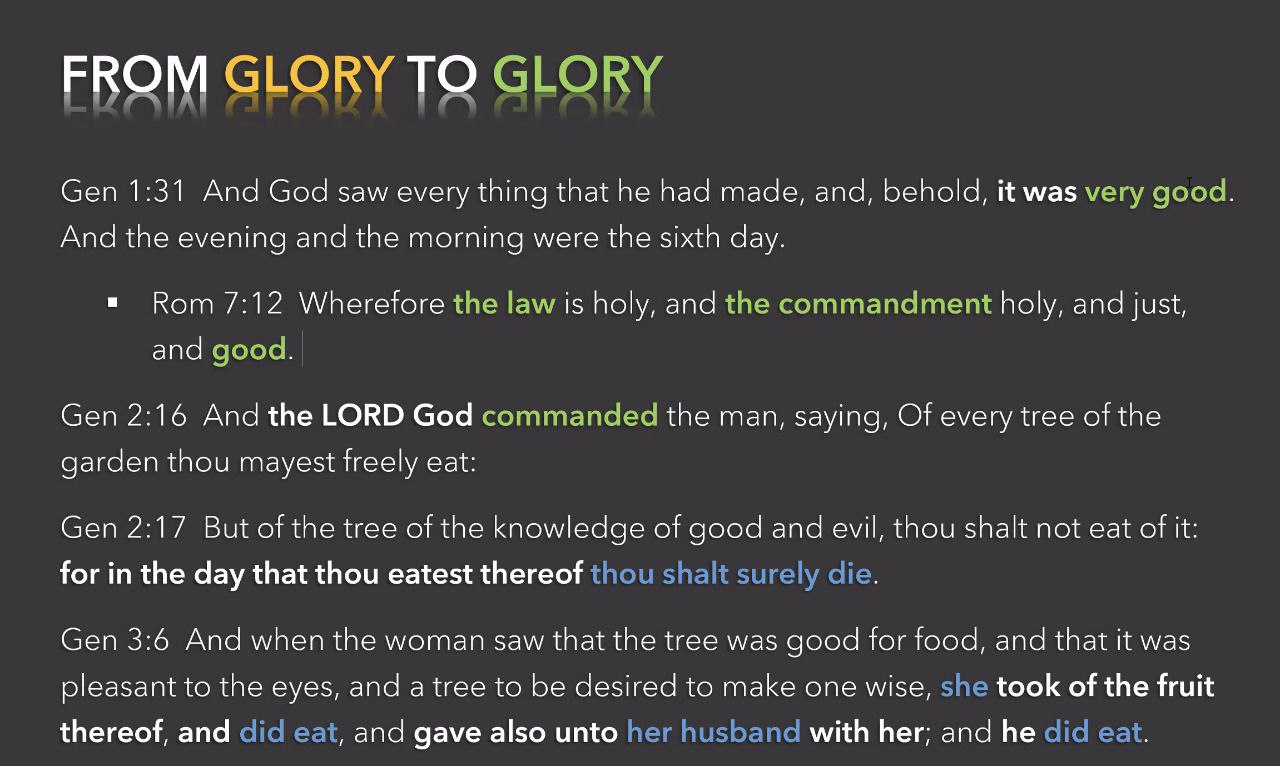 FROM GLORY TO GLORY
Gen 1:31 And God saw every thing that he had made, and, behold, it was very good.
And the evening and the morning were the sixth day.
▪ Rom 7:12 Wherefore the law is holy, and the commandment holy, and just,
and good.
Gen 2:16 And the LORD God commanded the man, saying, Of every tree of the
garden thou mayest freely eat:
Gen 2:17 But of the tree of the knowledge of good and evil, thou shalt not eat of it:
for in the day that thou eatest thereof thou shalt surely die.
Gen 3:6 And when the woman saw that the tree was good for food, and that it was
pleasant to the eyes, and a tree to be desired to make one wise, she took of the fruit
thereof, and did eat, and gave also unto her husband with her; and he did eat.